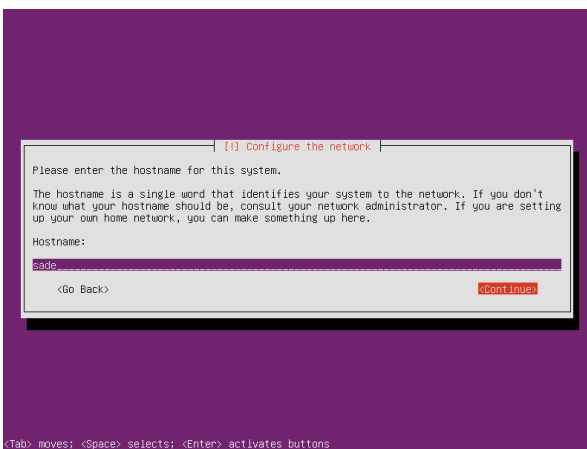 [!] Configure the network
Please enter the hostname for this system.
The hostname is a single word that identifies your system to the network. If you don't
know what your hostname should be, consult your network administrator. If you are setting
up your own home network, you can make something up here.
Hostname:
sade
<Go Back> <Continue>
<Tab> moves; <Space> selects; <Enter> activates buttons